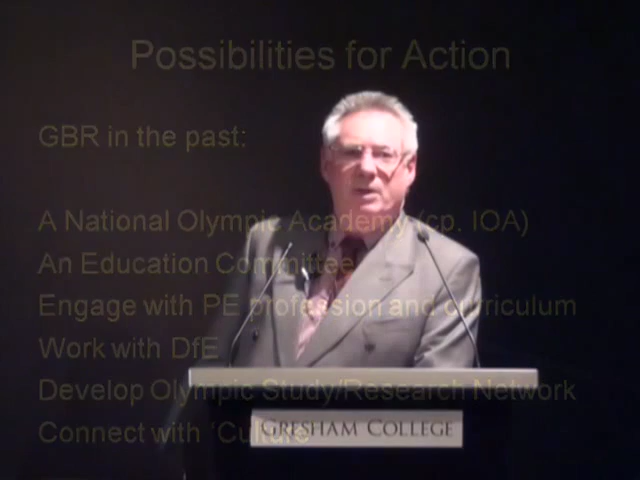 Possibilities for Action
GBR in the past:
A National Olympic Academy (cp. IOA)
An Education Committee
Engage with PE profession and curriculum
Work with DfE
Develop Olympic Study/Research Network
Connect with ‘Culture’
GRESHAM COLLEGE